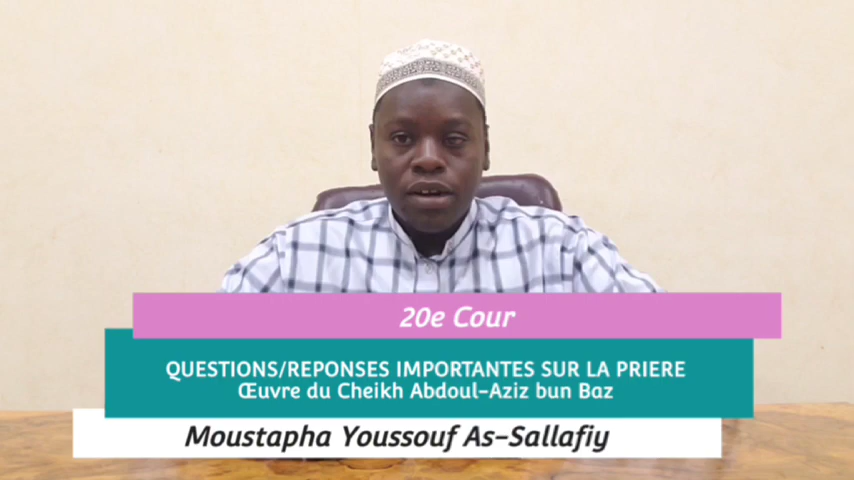 20e Cour
QUESTIONS/REPONSES IMPORTANTES SUR LA PRIERE
Œuvre du Cheikh Abdoul-Aziz bun Baz
Moustapha Youssouf As-Sallafiy